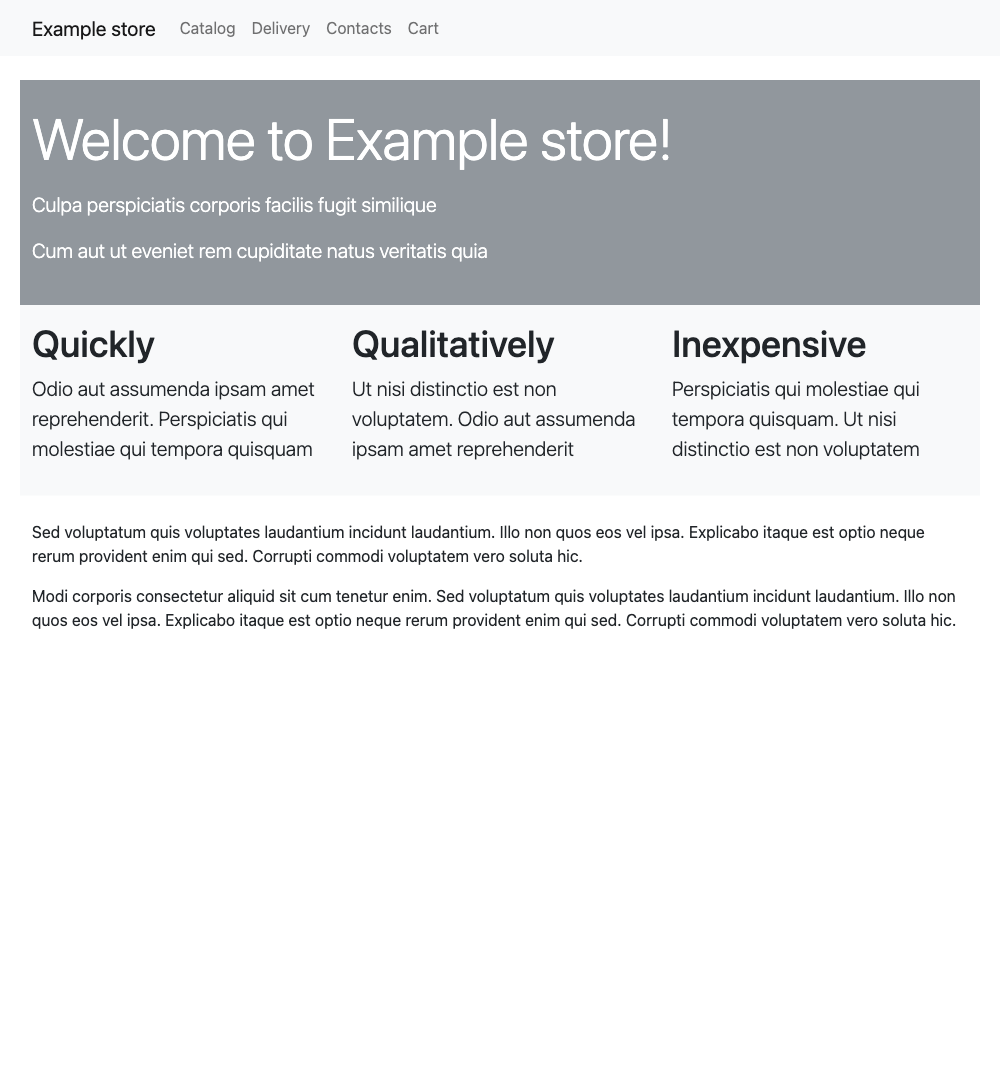 Example store Catalog Delivery Contacts Cart
Welcome to Example store!
Culpa perspiciatis corporis facilis fugit similique
Cum aut ut eveniet rem cupiditate natus veritatis quia
Quickly
Odio aut assumenda ipsam amet
reprehenderit. Perspiciatis qui
molestiae qui tempora quisquam
Qualitatively
Ut nisi distinctio est non
voluptatem. Odio aut assumenda
ipsam amet reprehenderit
Inexpensive
Perspiciatis qui molestiae qui
tempora quisquam. Ut nisi
distinctio est non voluptatem
Sed voluptatum quis voluptates laudantium incidunt laudantium. Illo non quos eos vel ipsa. Explicabo itaque est optio neque
rerum provident enim qui sed. Corrupti commodi voluptatem vero soluta hic.
Modi corporis consectetur aliquid sit cum tenetur enim. Sed voluptatum quis voluptates laudantium incidunt laudantium. Illo non
quos eos vel ipsa. Explicabo itaque est optio neque rerum provident enim qui sed. Corrupti commodi voluptatem vero soluta hic.